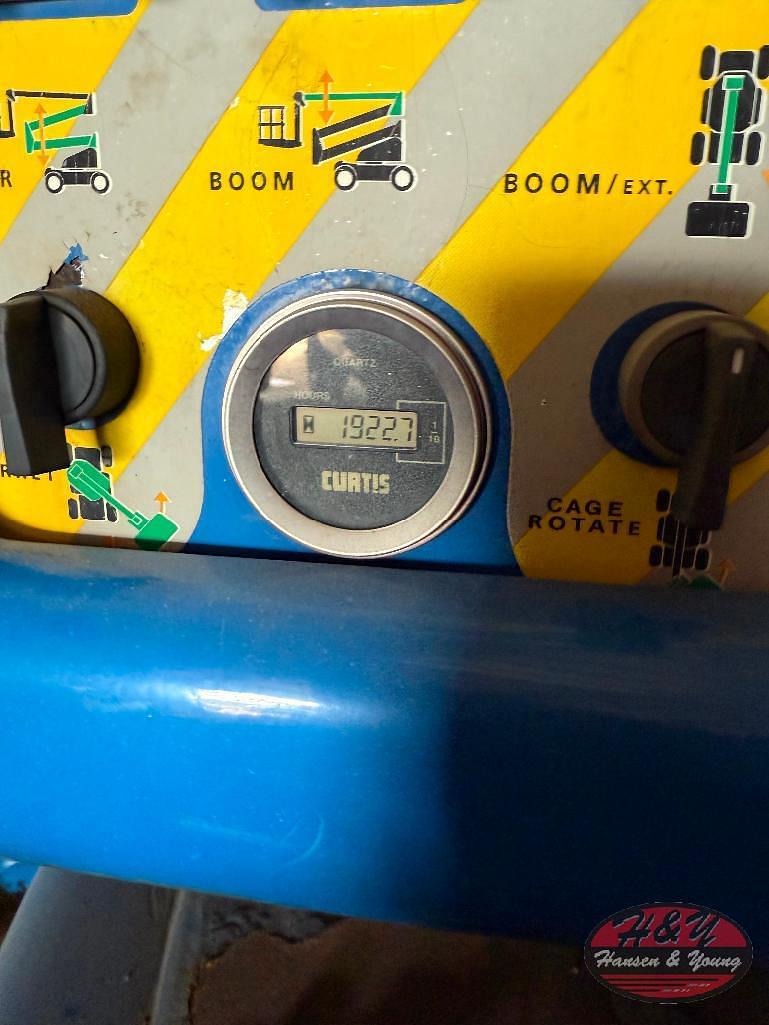 BOOM
BOOM/EXT.
QUARTZ
HOURS
1922.7
1
10
CURTIS
CAGE
ROTATE
H&Y
Hansen & Young